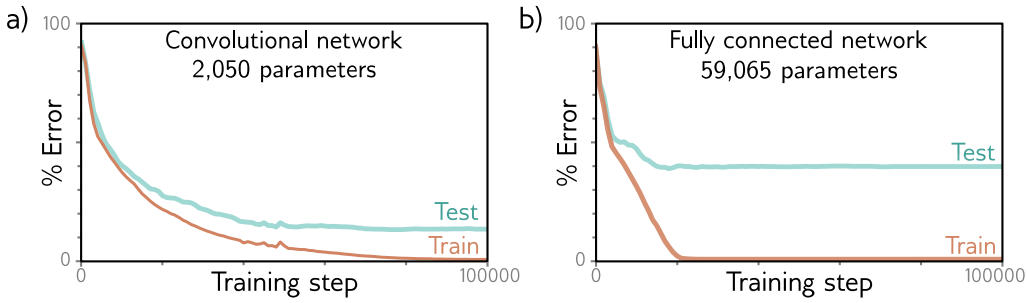 a)
100
Convolutional network
2,050 parameters
% Error
Test
Train
0
0
Training step
100000
b)
100
Fully connected network
59,065 parameters
% Error
Test
Train
0
0
Training step
100000